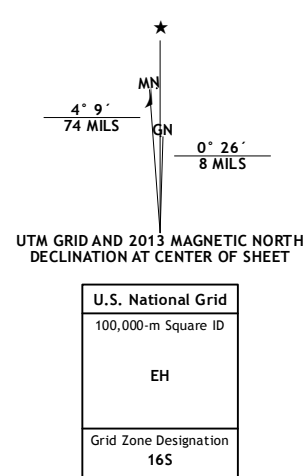 ★
MN
4° 9´
74 MILS
GN
0° 26´
8 MILS
UTM GRID AND 2013 MAGNETIC NORTH
DECLINATION AT CENTER OF SHEET
U.S. National Grid
100,000-m Square ID
EH
Grid Zone Designation
16S